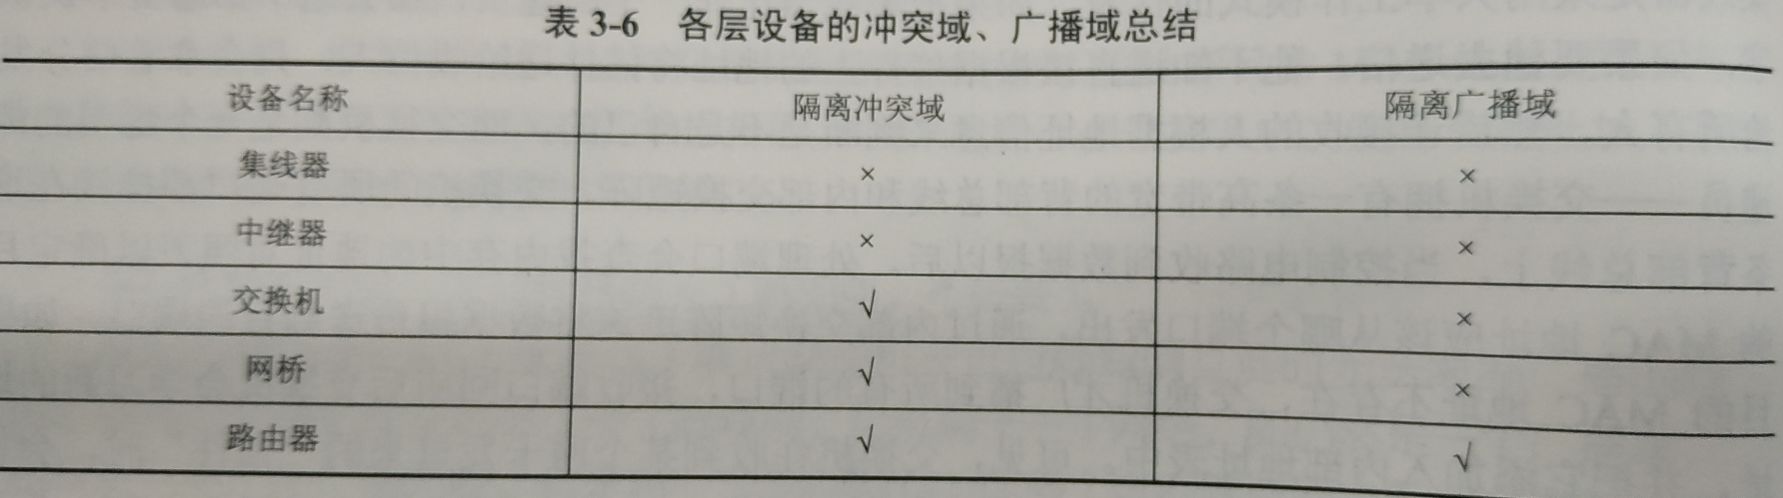 表 3-6 各层设备的冲突域、广播域总结
设备名称 隔离冲突域 隔离广播域
集线器 × ×
中继器 × ×
交换机 √ ×
网桥 √ ×
路由器 √ √